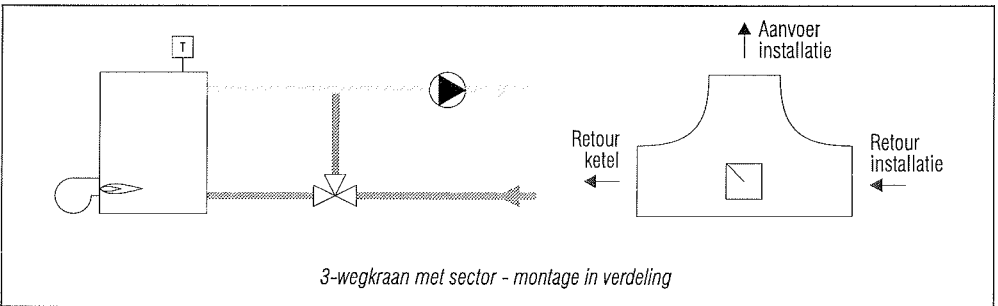 T
Aanvoer
installatie
Retour
ketel
Retour
installatie
3-wegkraan met sector - montage in verdeling